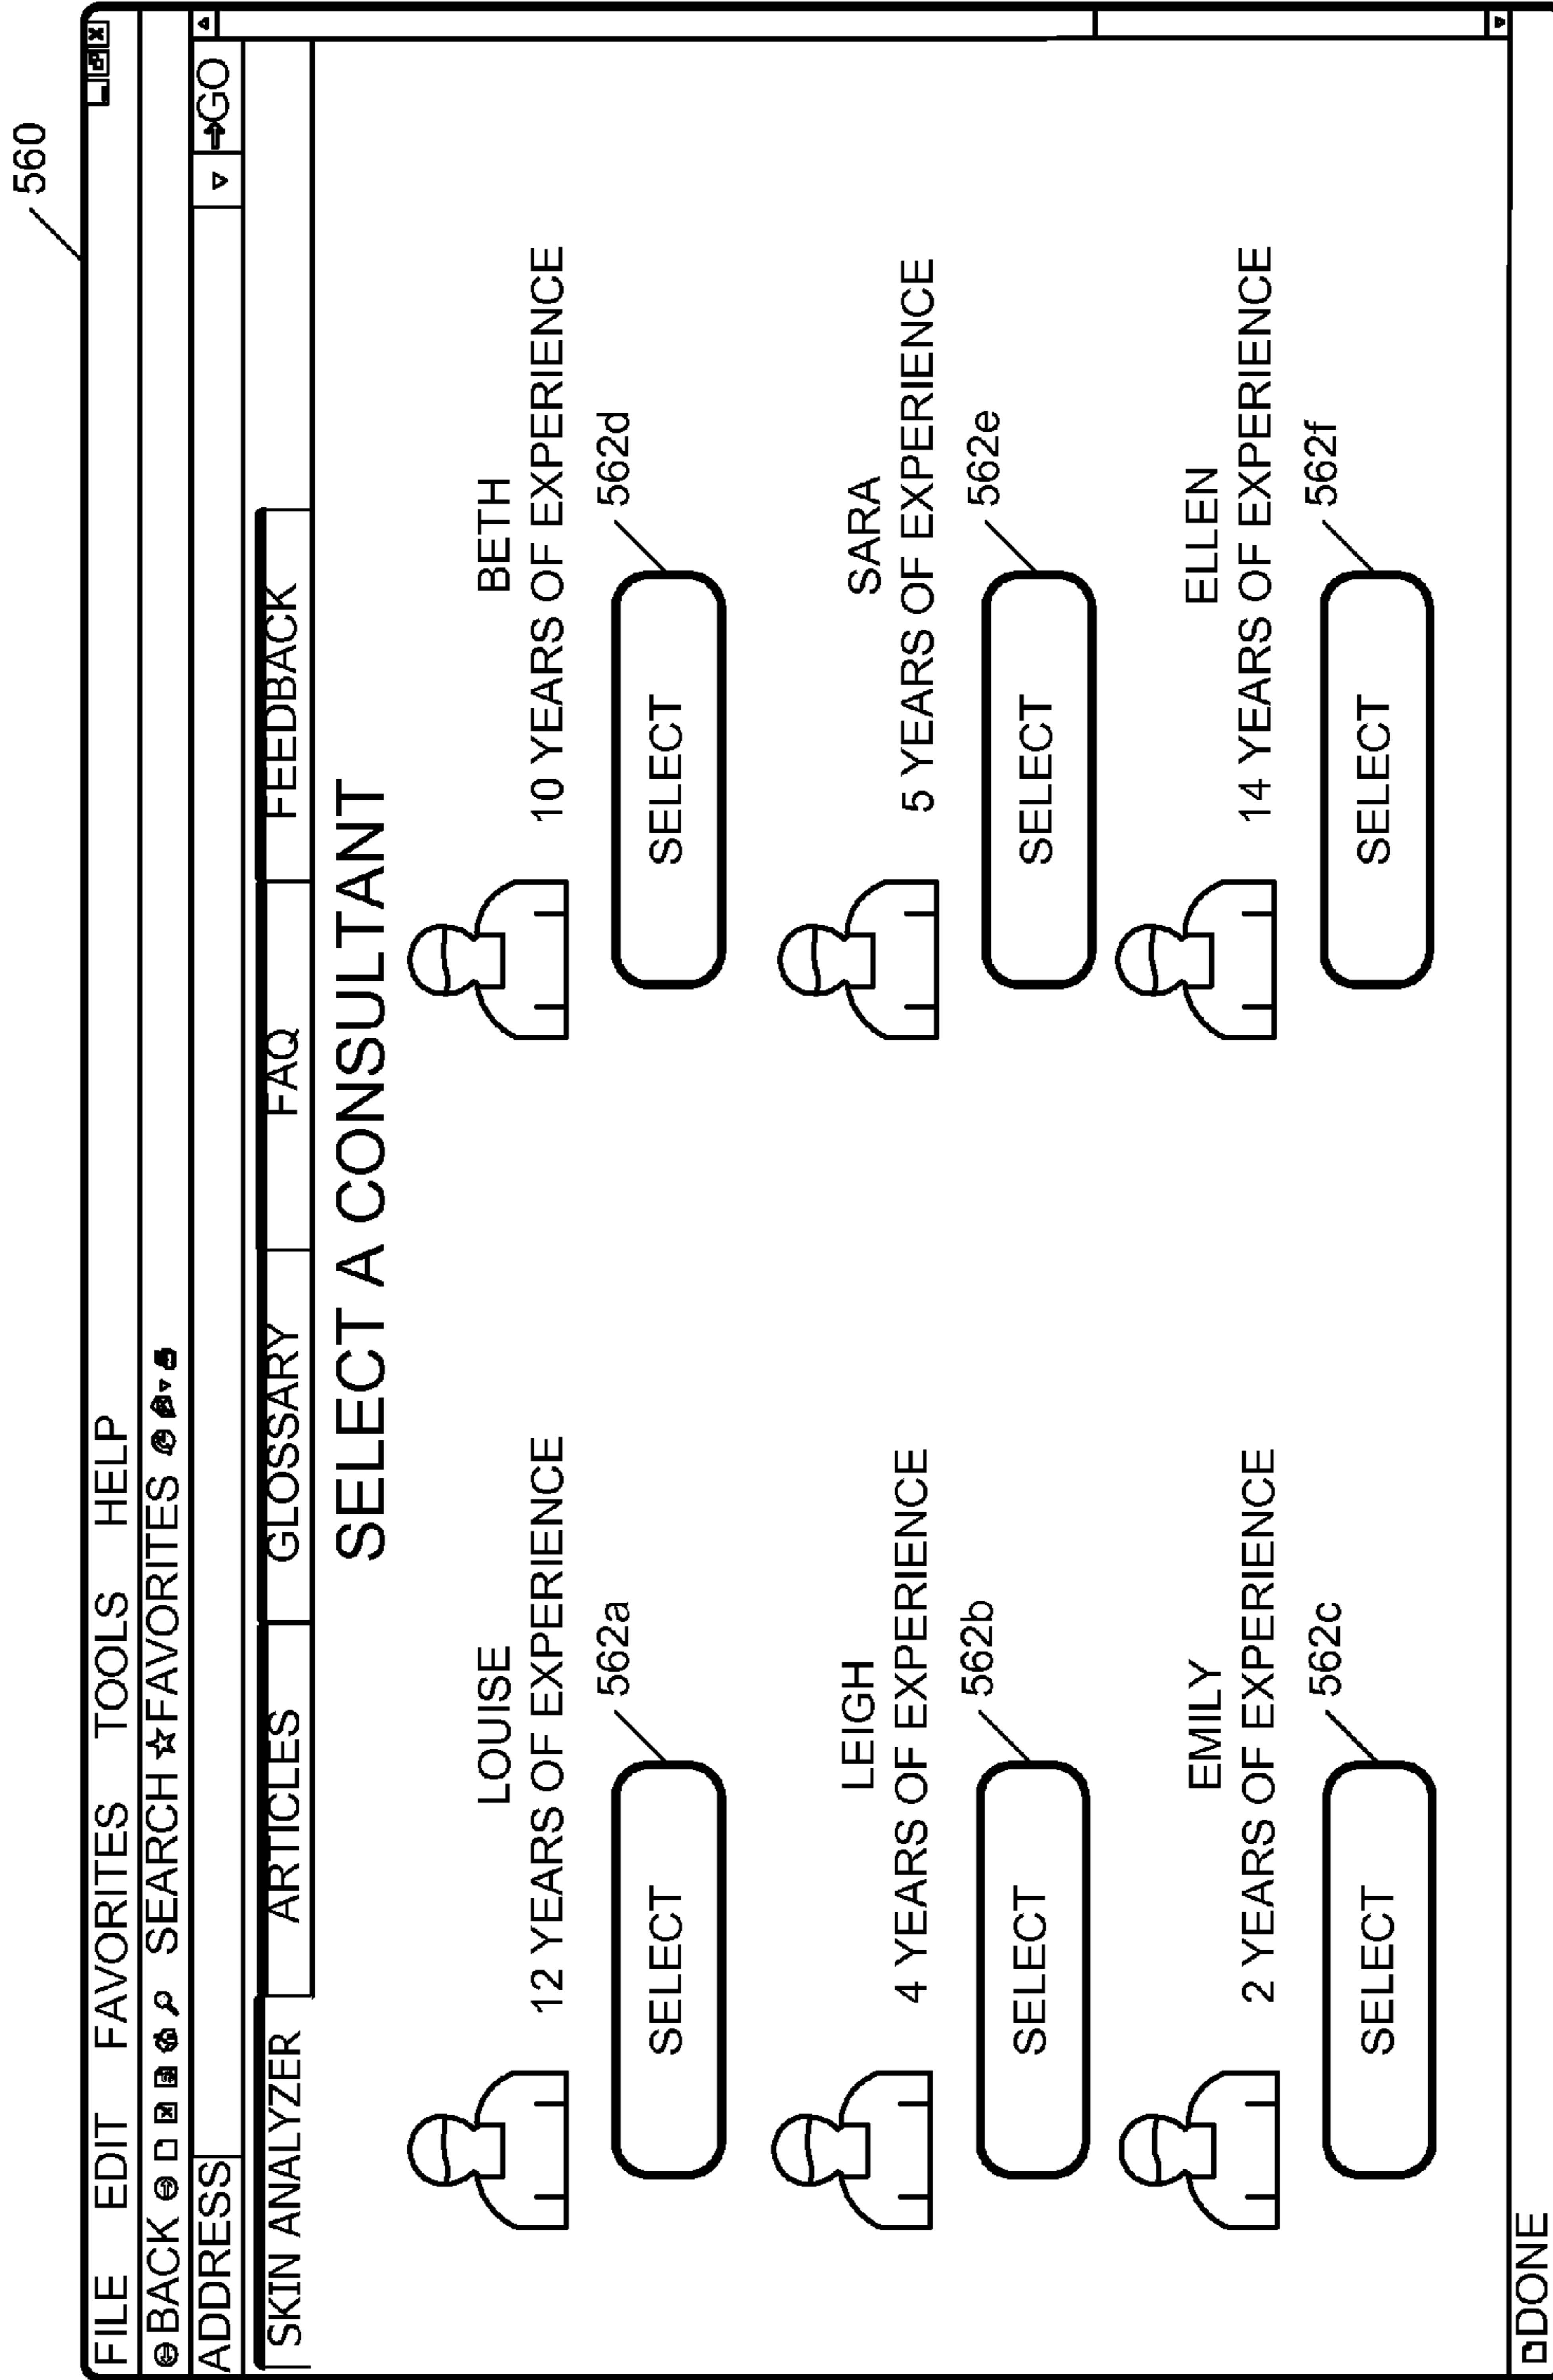 560
FILE EDIT FAVORITES TOOLS HELP
BACK SEARCH FAVORITES
ADDRESS GO
SKIN ANALYZER ARTICLES GLOSSARY FAQ FEEDBACK
SELECT A CONSULTANT
LOUISE
12 YEARS OF EXPERIENCE
562a
SELECT
BETH
10 YEARS OF EXPERIENCE
562d
SELECT
LEIGH
4 YEARS OF EXPERIENCE
562b
SELECT
SARA
5 YEARS OF EXPERIENCE
562e
SELECT
EMILY
2 YEARS OF EXPERIENCE
562c
SELECT
ELLEN
14 YEARS OF EXPERIENCE
562f
SELECT
DONE